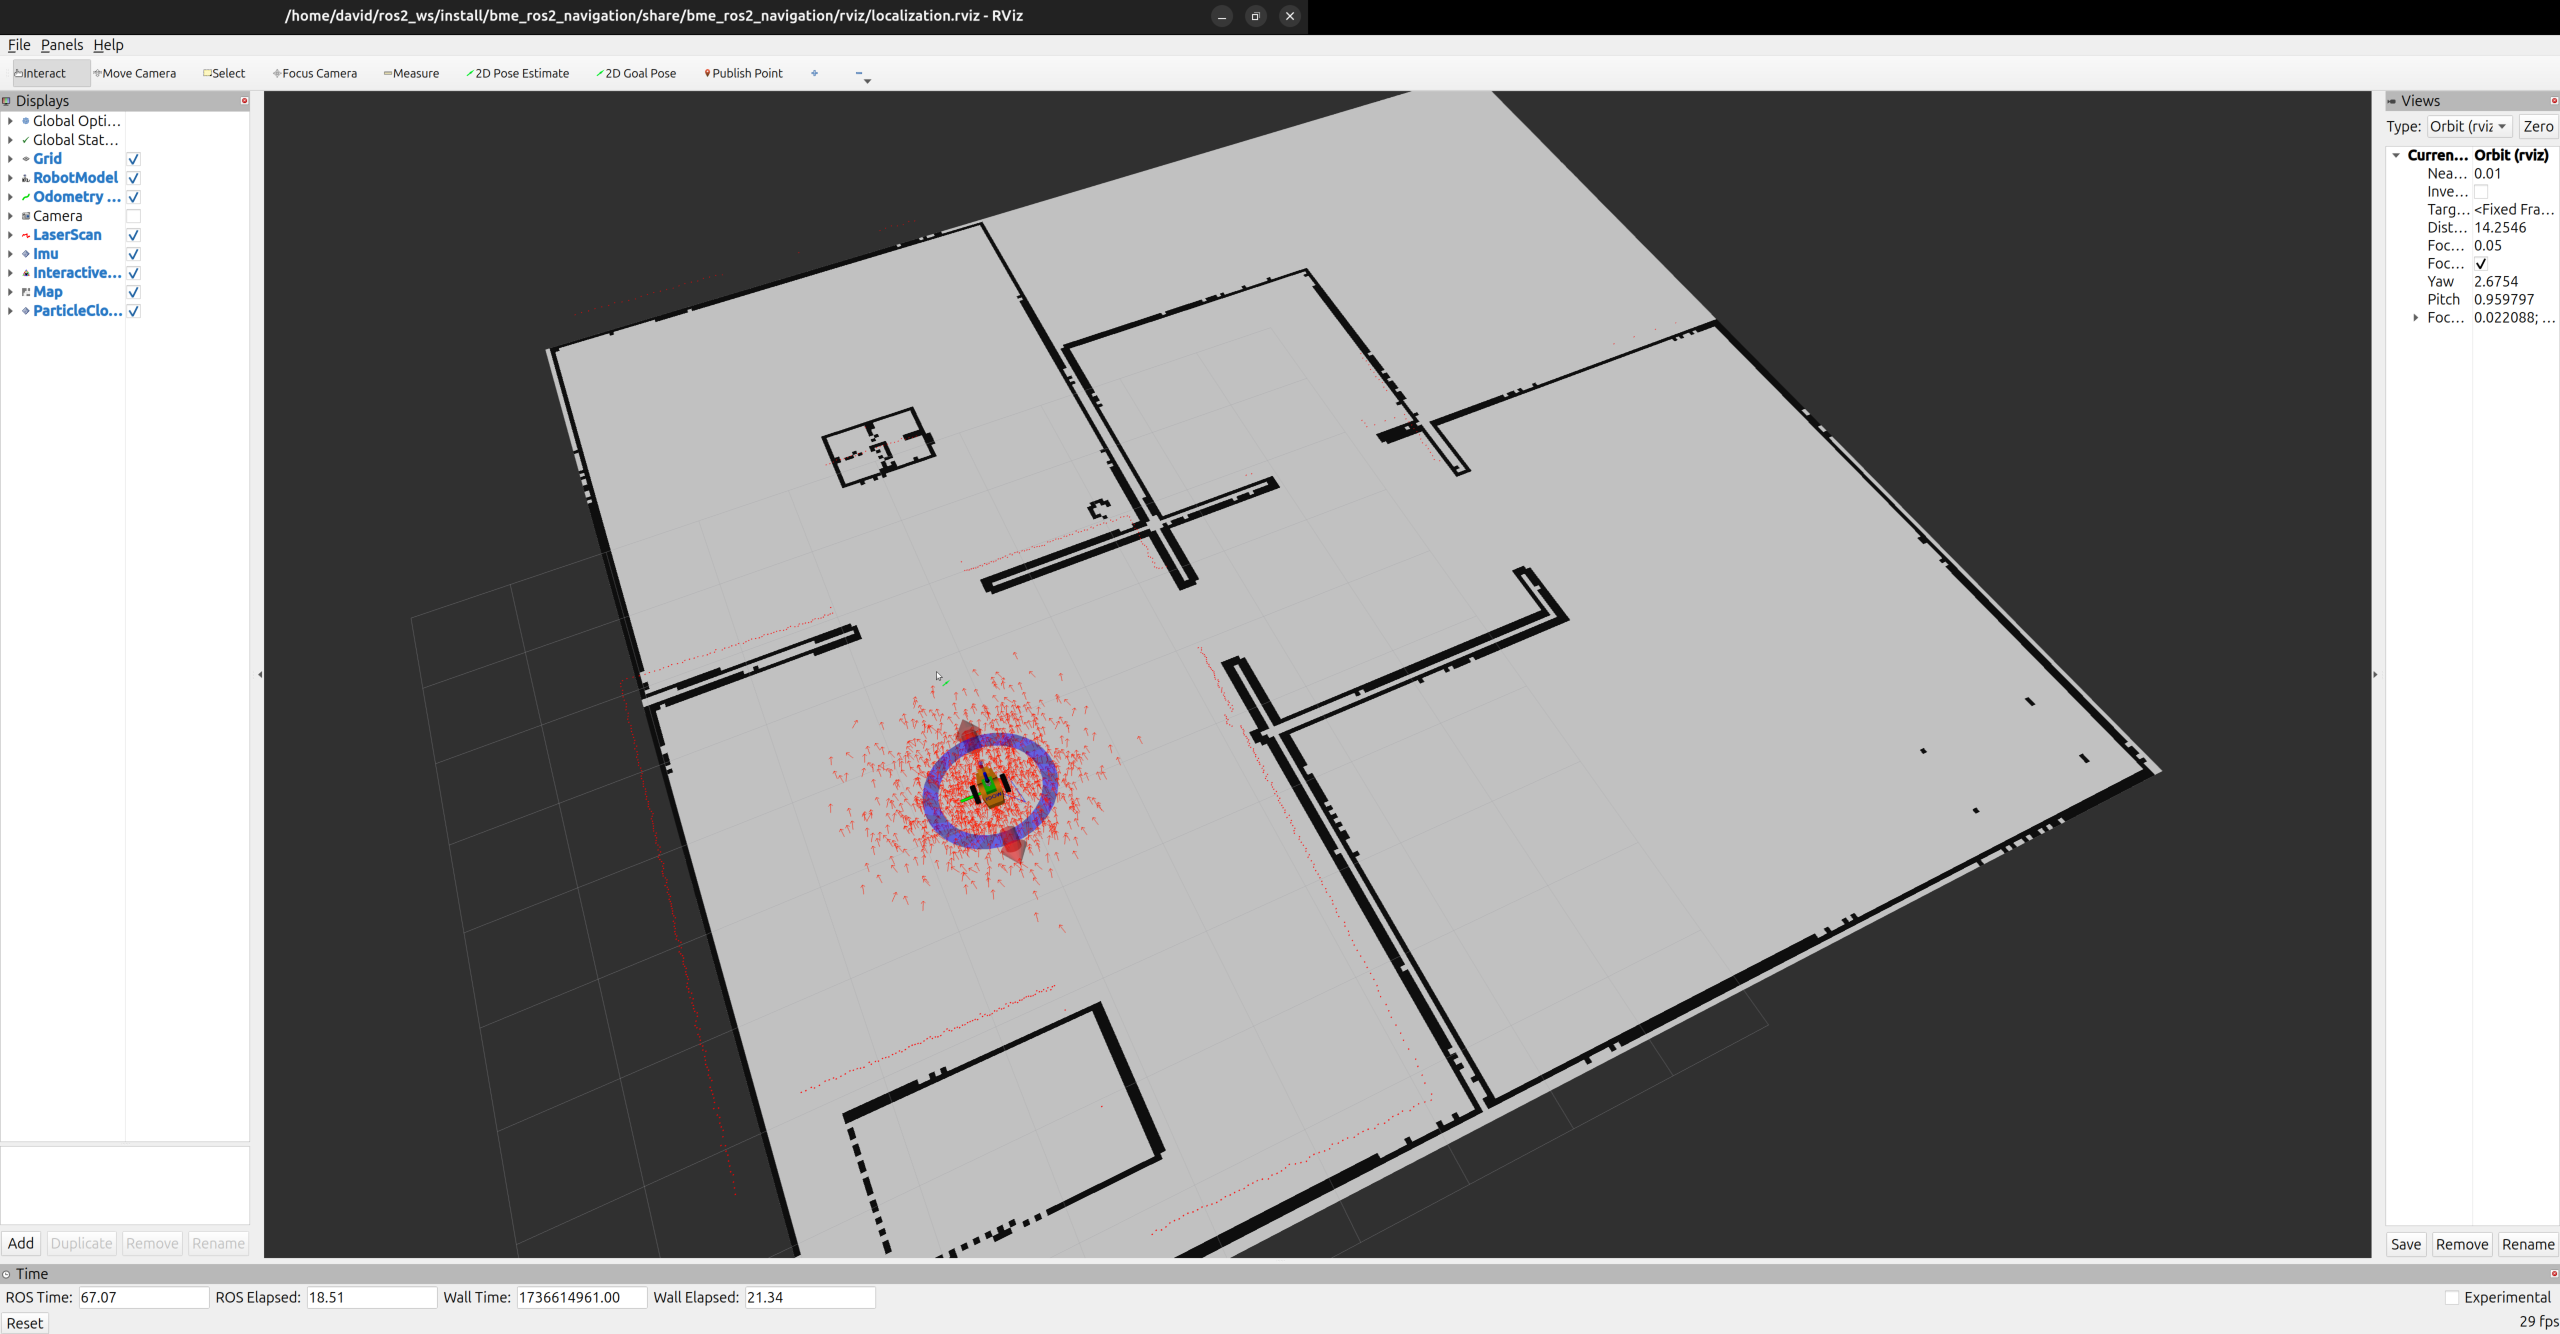 /home/david/ros2_ws/install/bme_ros2_navigation/share/bme_ros2_navigation/rviz/localization.rviz - RViz
File Panels Help
Interact Move Camera Select Focus Camera Measure 2D Pose Estimate 2D Goal Pose Publish Point
Displays
Global Opti...
Global Stat...
Grid
RobotModel
Odometry ...
Camera
LaserScan
Imu
Interactive...
Map
ParticleClo...
Add Duplicate Remove Rename
Views
Type: Orbit (rviz Zero
Curren... Orbit (rviz)
Nea... 0.01
Inve...
Targ... <Fixed Fra...
Dist... 14.2546
Foc... 0.05
Foc...
Yaw 2.6754
Pitch 0.959797
Foc... 0.022088; ...
Save Remove Rename
Time
ROS Time: 67.07 ROS Elapsed: 18.51 Wall Time: 1736614961.00 Wall Elapsed: 21.34 Experimental
Reset 29 fps